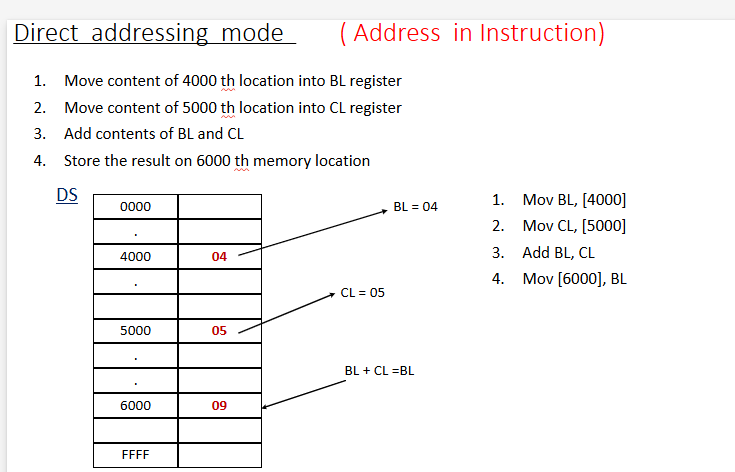 Direct addressing mode ( Address in Instruction)
1. Move content of 4000 th location into BL register
2. Move content of 5000 th location into CL register
3. Add contents of BL and CL
4. Store the result on 6000 th memory location
DS
0000
.
4000 04
.
5000 05
.
.
6000 09
FFFF
BL = 04
CL = 05
BL + CL =BL
1. Mov BL, [4000]
2. Mov CL, [5000]
3. Add BL, CL
4. Mov [6000], BL